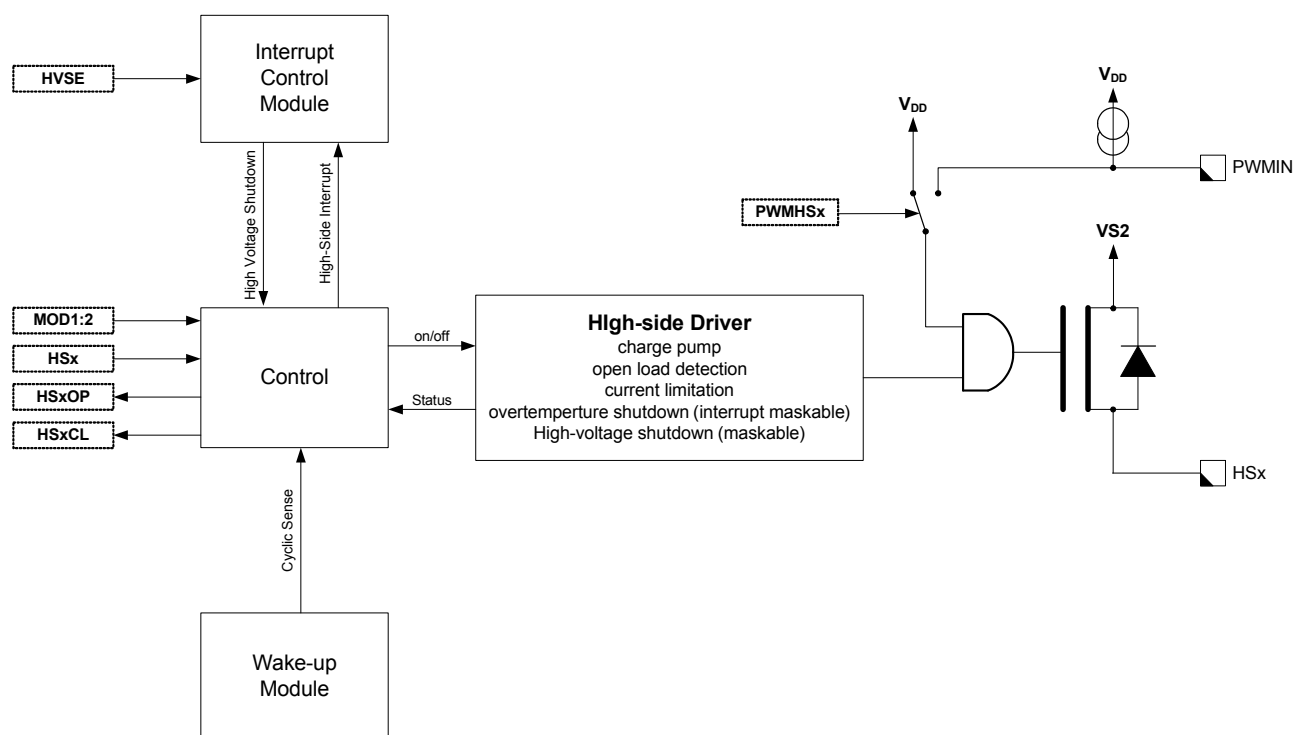 Interrupt
Control
Module
HVSE
High Voltage Shutdown
High-Side Interrupt
VDD
VDD
PWMIN
PWMHSx
VS2
MOD1:2
HSx
HSxOP
HSxCL
Control
on/off
Status
HIgh-side Driver
charge pump
open load detection
current limitation
overtemperture shutdown (interrupt maskable)
High-voltage shutdown (maskable)
HSx
Cyclic Sense
Wake-up
Module